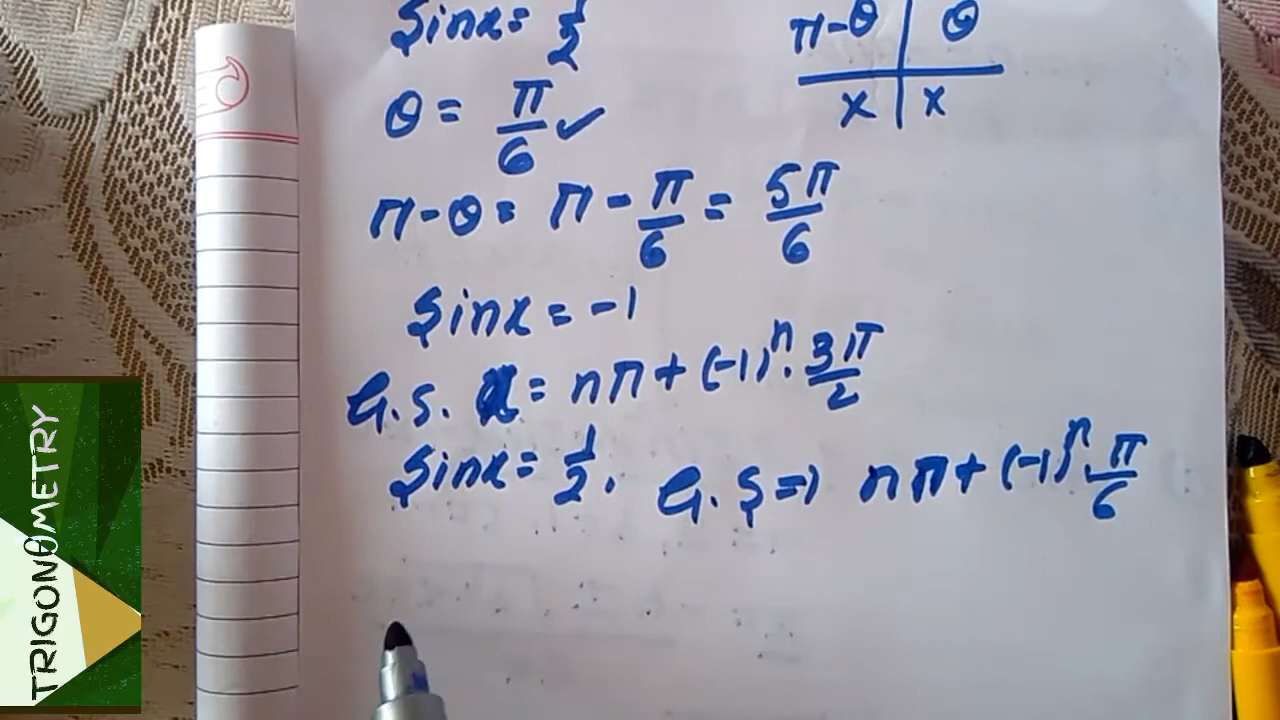 sinx = 1/2
π-θ | θ
x | x
θ = π/6 ✓
π-θ = π - π/6 = 5π/6
sinx = -1
G.S. x = nπ + (-1)^n · 3π/2
sinx = 1/2. G.S ⇒ nπ + (-1)^n · π/6
TRIGONθMETRY